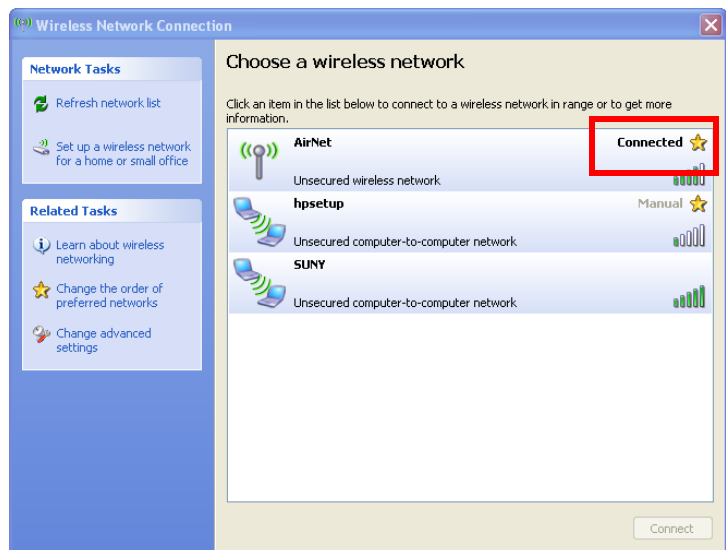 Wireless Network Connection
Network Tasks
Refresh network list
Set up a wireless network
for a home or small office
Related Tasks
Learn about wireless
networking
Change the order of
preferred networks
Change advanced
settings
Choose a wireless network
Click an item in the list below to connect to a wireless network in range or to get more
information.
AirNet
Connected
Unsecured wireless network
hpsetup
Manual
Unsecured computer-to-computer network
SUNY
Unsecured computer-to-computer network
Connect